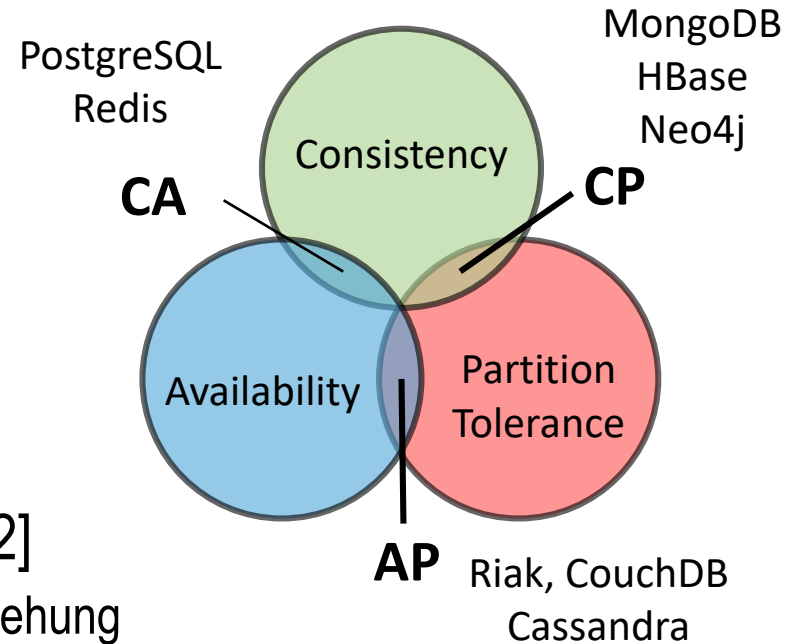 PostgreSQL
Redis
MongoDB
HBase
Neo4j
Consistency
CA
CP
Availability
Partition
Tolerance
2]
ehung
AP
Riak, CouchDB
Cassandra